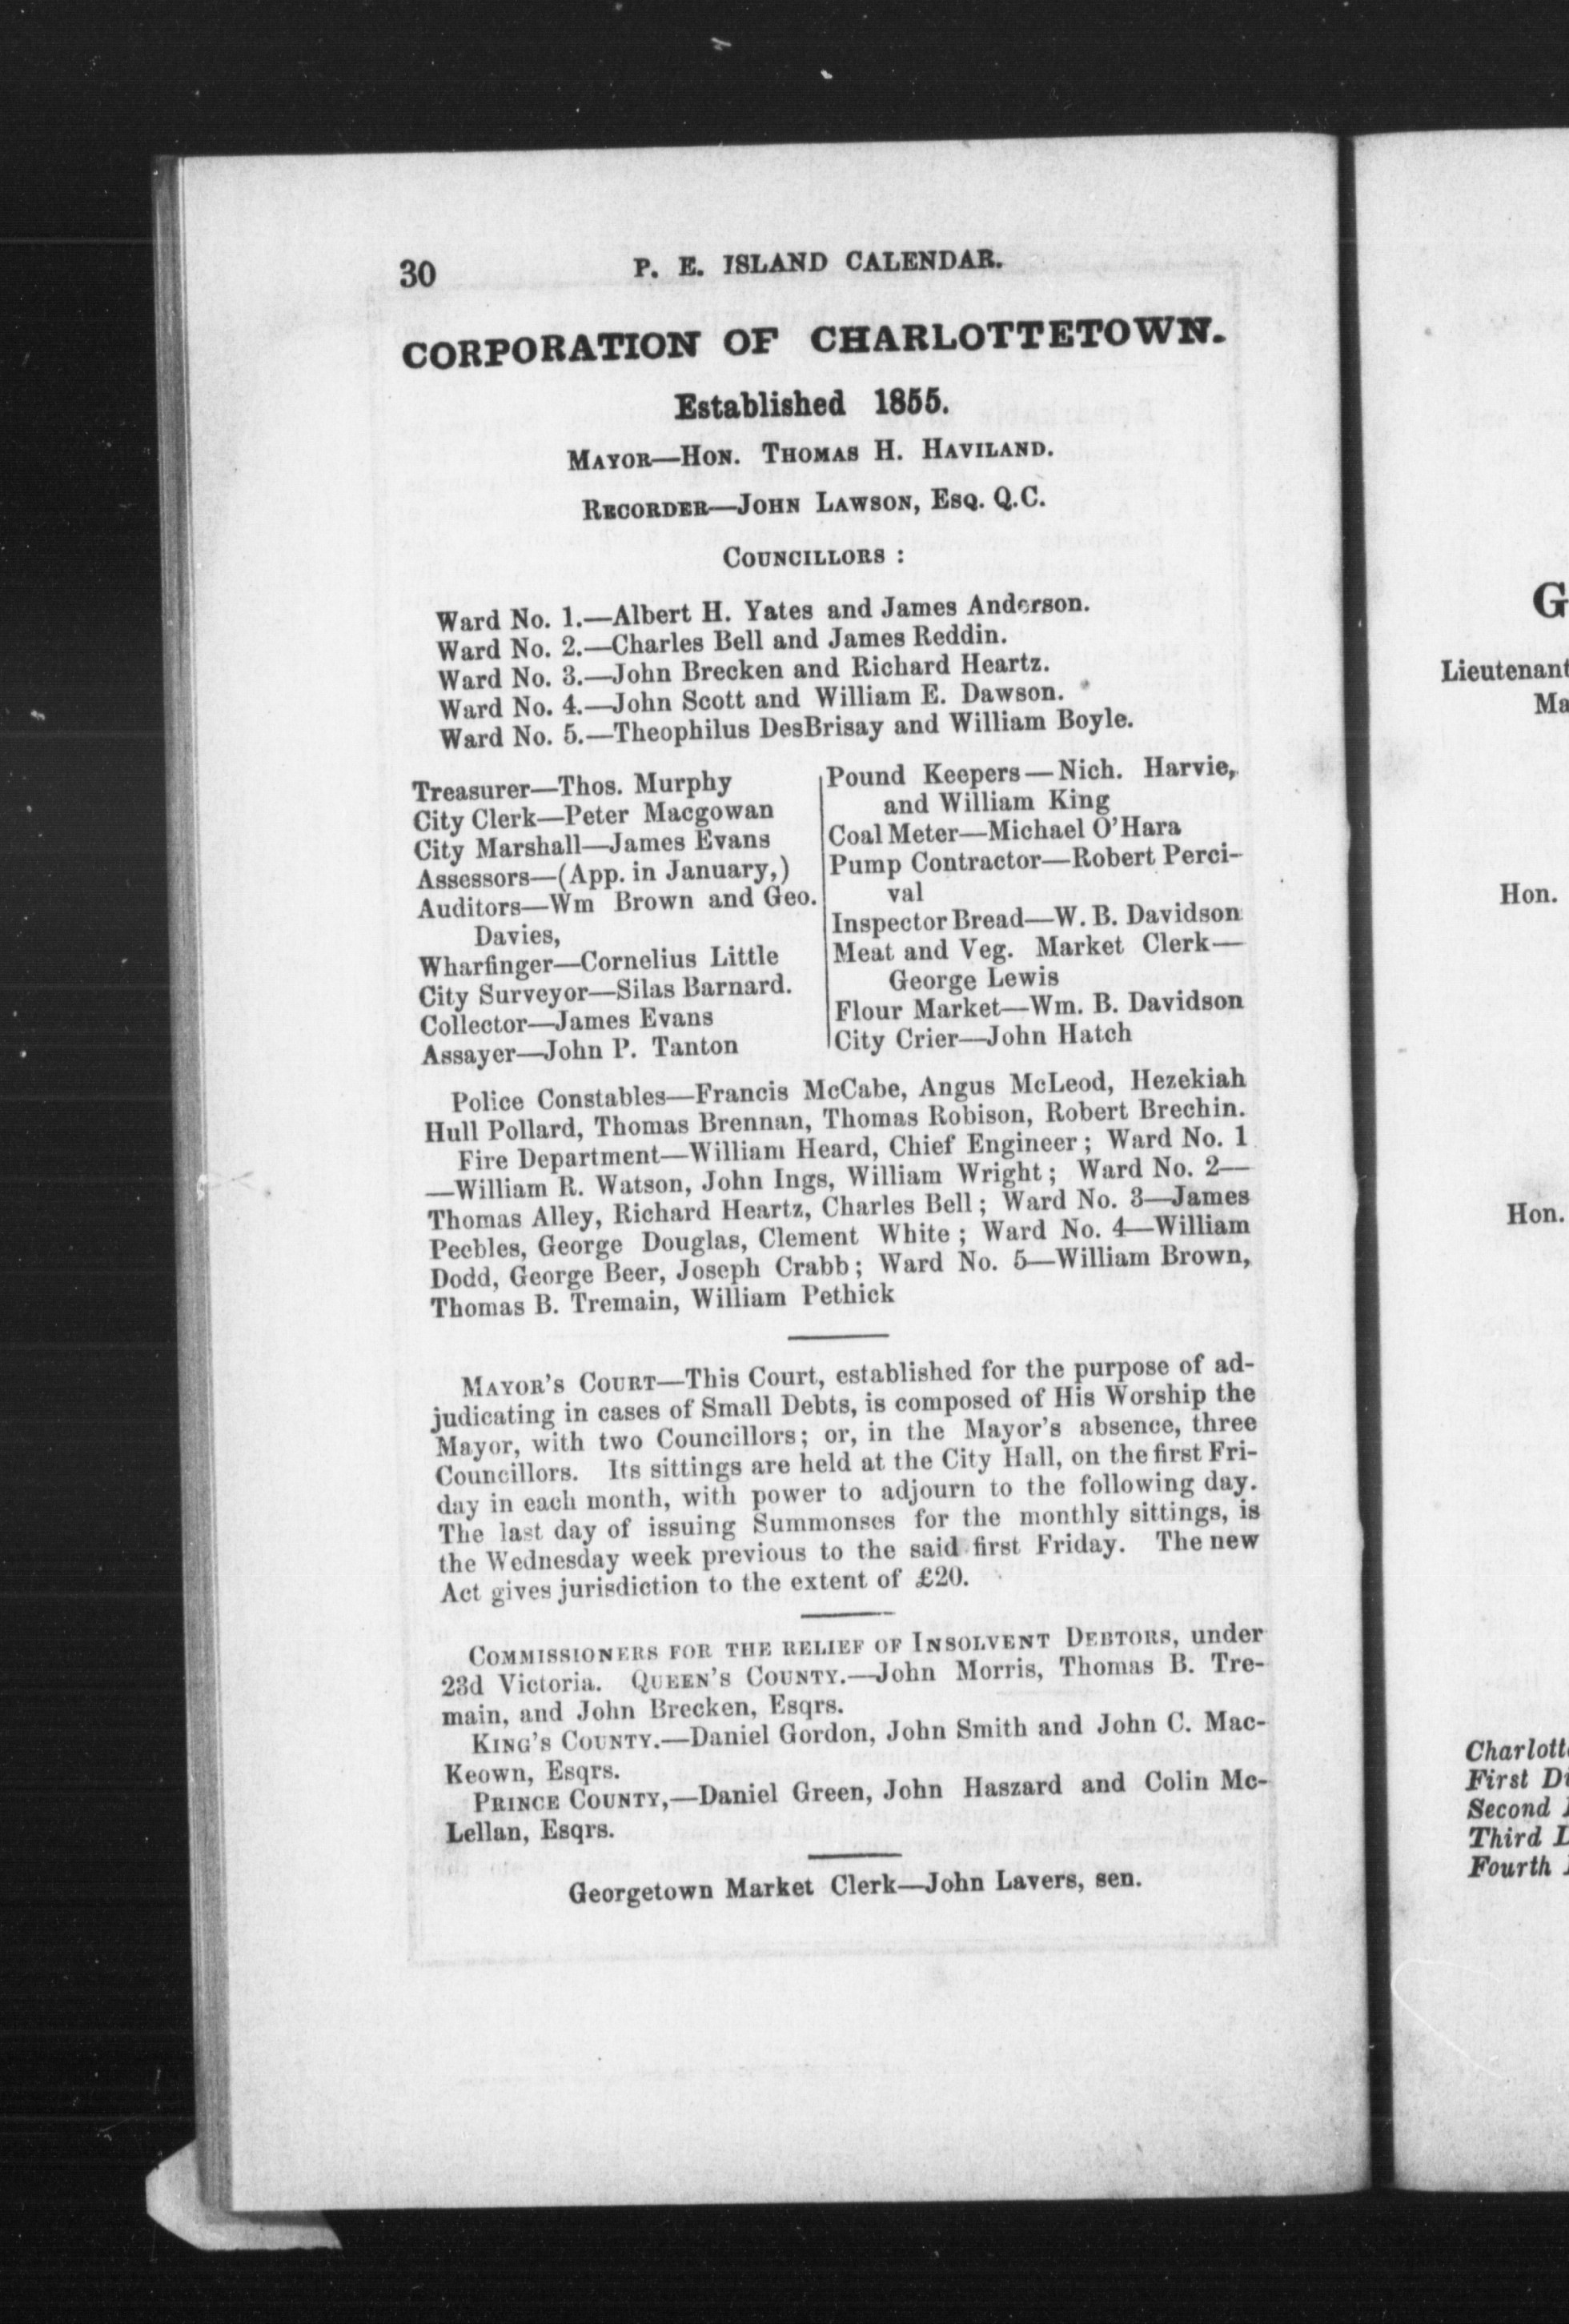 30 P. E. ISLAND CALENDAR.
CORPORATION OF CHARLOTTETOWN.
Established 1855.
MAYOR—HON. THOMAS H. HAVILAND.
RECORDER—JOHN LAWSON, ESQ. Q.C.
COUNCILLORS :
Ward No. 1.—Albert H. Yates and James Anderson.
Ward No. 2.—Charles Bell and James Reddin.
Ward No. 3.—John Brecken and Richard Heartz.
Ward No. 4.—John Scott and William E. Dawson.
Ward No. 5.—Theophilus DesBrisay and William Boyle.
Treasurer—Thos. Murphy
City Clerk—Peter Macgowan
City Marshall—James Evans
Assessors—(App. in January,)
Auditors—Wm Brown and Geo.
Davies,
Wharfinger—Cornelius Little
City Surveyor—Silas Barnard.
Collector—James Evans
Assayer—John P. Tanton
Pound Keepers—Nich. Harvie,
and William King
Coal Meter—Michael O'Hara
Pump Contractor—Robert Perci-
val
Inspector Bread—W. B. Davidson
Meat and Veg. Market Clerk—
George Lewis
Flour Market—Wm. B. Davidson
City Crier—John Hatch
Police Constables—Francis McCabe, Angus McLeod, Hezekiah
Hull Pollard, Thomas Brennan, Thomas Robison, Robert Brechin.
Fire Department—William Heard, Chief Engineer; Ward No. 1
—William R. Watson, John Ings, William Wright; Ward No. 2—
Thomas Alley, Richard Heartz, Charles Bell; Ward No. 3—James
Peebles, George Douglas, Clement White; Ward No. 4—William
Dodd, George Beer, Joseph Crabb; Ward No. 5—William Brown,
Thomas B. Tremain, William Pethick
MAYOR'S COURT—This Court, established for the purpose of ad-
judicating in cases of Small Debts, is composed of His Worship the
Mayor, with two Councillors; or, in the Mayor's absence, three
Councillors. Its sittings are held at the City Hall, on the first Fri-
day in each month, with power to adjourn to the following day.
The last day of issuing Summonses for the monthly sittings, is
the Wednesday week previous to the said first Friday. The new
Act gives jurisdiction to the extent of £20.
COMMISSIONERS FOR THE RELIEF OF INSOLVENT DEBTORS, under
23d Victoria. QUEEN'S COUNTY.—John Morris, Thomas B. Tre-
main, and John Brecken, Esqrs.
KING'S COUNTY.—Daniel Gordon, John Smith and John C. Mac-
Keown, Esqrs.
PRINCE COUNTY,—Daniel Green, John Haszard and Colin Mc-
Lellan, Esqrs.
Georgetown Market Clerk—John Lavers, sen.
G
Lieutenant
Ma
Hon.
Hon.
Charlott
First D
Second
Third
Fourth